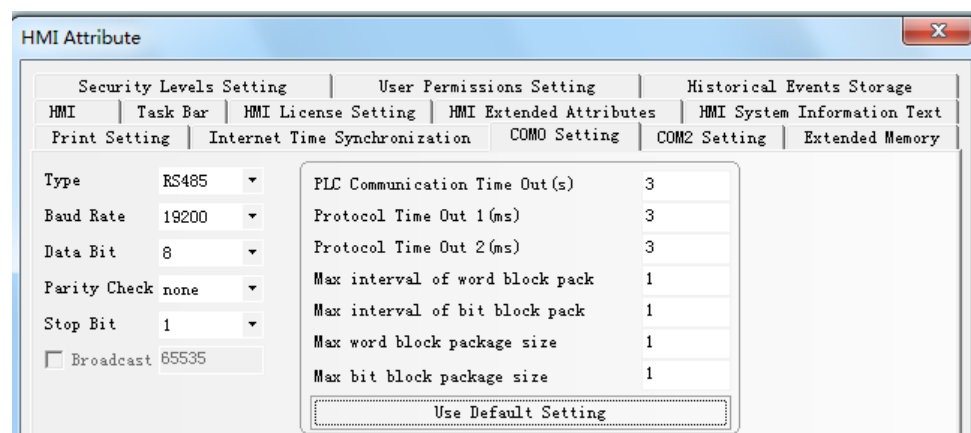 HMI Attribute
Security Levels Setting User Permissions Setting Historical Events Storage
HMI Task Bar HMI License Setting HMI Extended Attributes HMI System Information Text
Print Setting Internet Time Synchronization COM0 Setting COM2 Setting Extended Memory
Type RS485 PLC Communication Time Out(s) 3
Baud Rate 19200 Protocol Time Out 1(ms) 3
Data Bit 8 Protocol Time Out 2(ms) 3
Parity Check none Max interval of word block pack 1
Stop Bit 1 Max interval of bit block pack 1
Broadcast 65535 Max word block package size 1
Max bit block package size 1
Use Default Setting